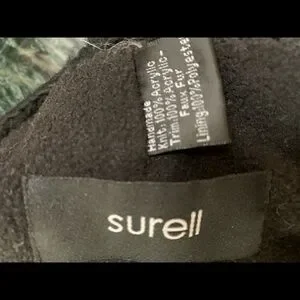 Handmade
Knit:100%Acrylic
Trim:100%Acrylic-
Faux Fur
Lining:100%Polyester
surell